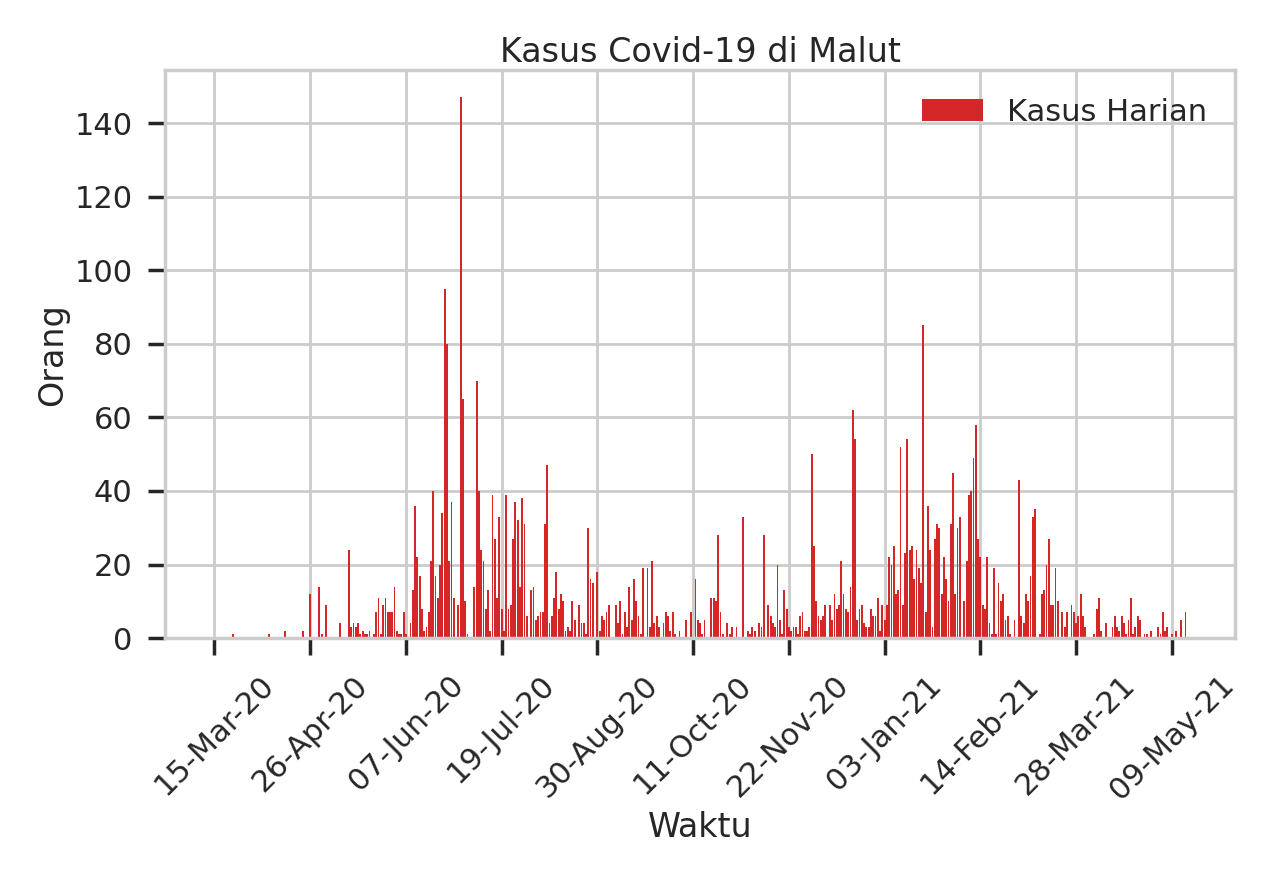 Kasus Covid-19 di Malut
Kasus Harian
140
120
100
80
60
40
20
0
Orang
15-Mar-20
26-Apr-20
07-Jun-20
19-Jul-20
30-Aug-20
11-Oct-20
22-Nov-20
03-Jan-21
14-Feb-21
28-Mar-21
09-May-21
Waktu